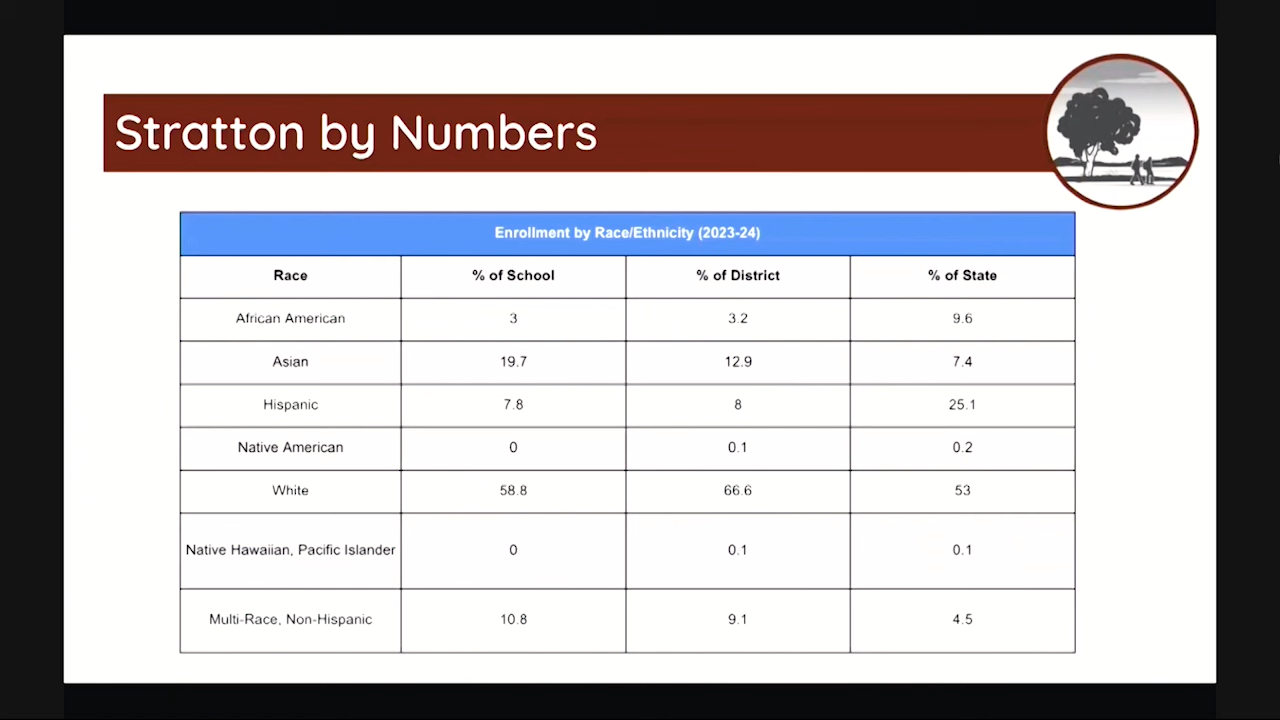 Stratton by Numbers
Enrollment by Race/Ethnicity (2023-24)
Race % of School % of District % of State
African American 3 3.2 9.6
Asian 19.7 12.9 7.4
Hispanic 7.8 8 25.1
Native American 0 0.1 0.2
White 58.8 66.6 53
Native Hawaiian, Pacific Islander 0 0.1 0.1
Multi-Race, Non-Hispanic 10.8 9.1 4.5